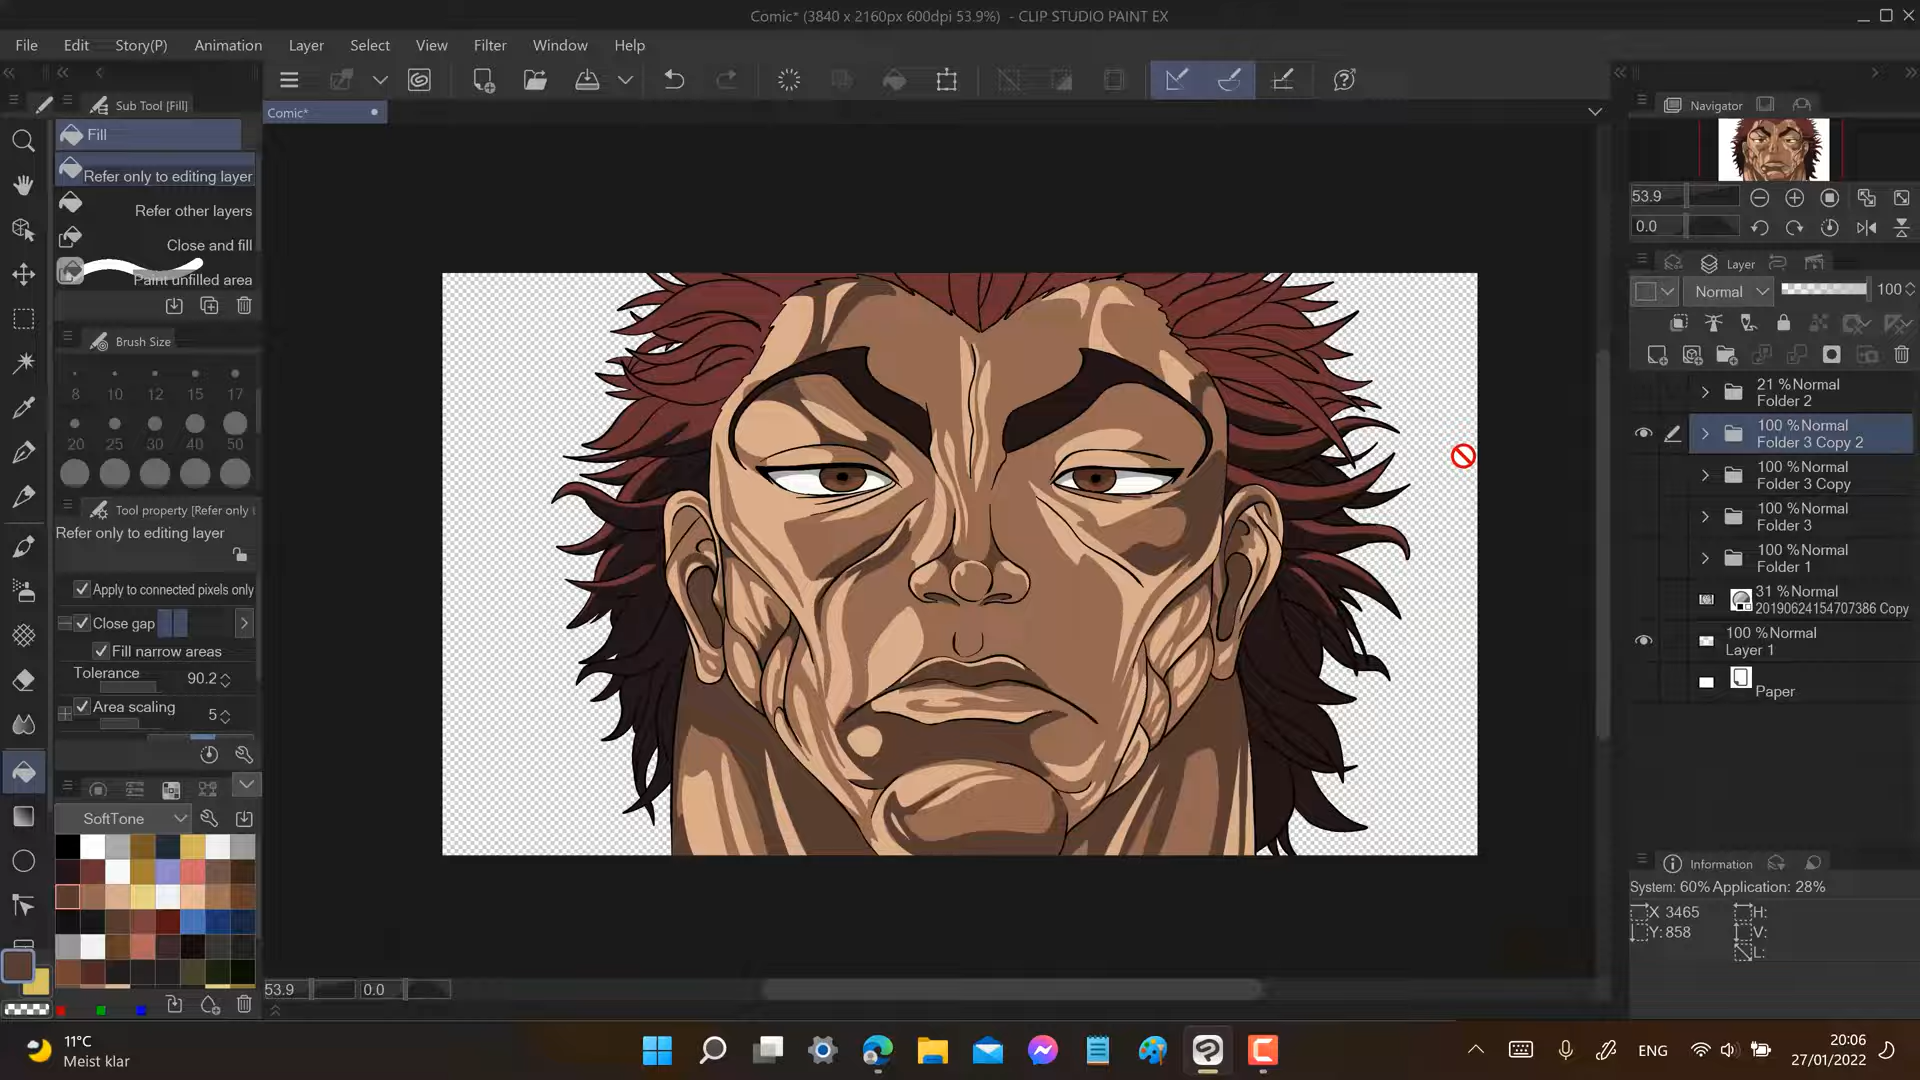 Comic* (3840 x 2160px 600dpi 53.9%) - CLIP STUDIO PAINT EX
File Edit Story(P) Animation Layer Select View Filter Window Help
Sub Tool [Fill]
Comic*
Fill
Refer only to editing layer
Refer other layers
Close and fill
Paint unfilled area
Brush Size
8 10 12 15 17
20 25 30 40 50
Tool property [Refer only
Refer only to editing layer
Apply to connected pixels only
Close gap
Fill narrow areas
Tolerance 90.2
Area scaling 5
SoftTone
53.9 0.0
Navigator
53.9
0.0
Layer
Normal 100
21 %Normal
Folder 2
100 %Normal
Folder 3 Copy 2
100 %Normal
Folder 3 Copy
100 %Normal
Folder 3
100 %Normal
Folder 1
31 %Normal
20190624154707386 Copy
100 %Normal
Layer 1
Paper
Information
System: 60% Application: 28%
X 3465 H:
Y: 858 V:
L:
11°C
Meist klar
ENG
20:06
27/01/2022